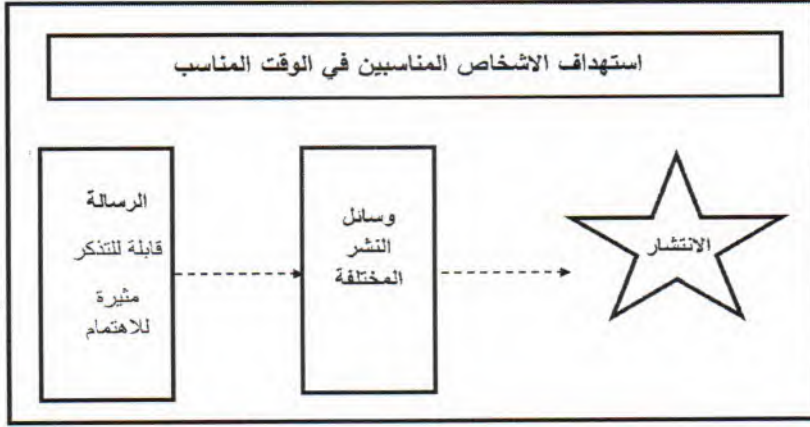 استهداف الاشخاص المناسبين في الوقت المناسب
الرسالة
قابلة للتذكر
مثيرة
للاهتمام
وسائل
النشر
المختلفة
الانتشار